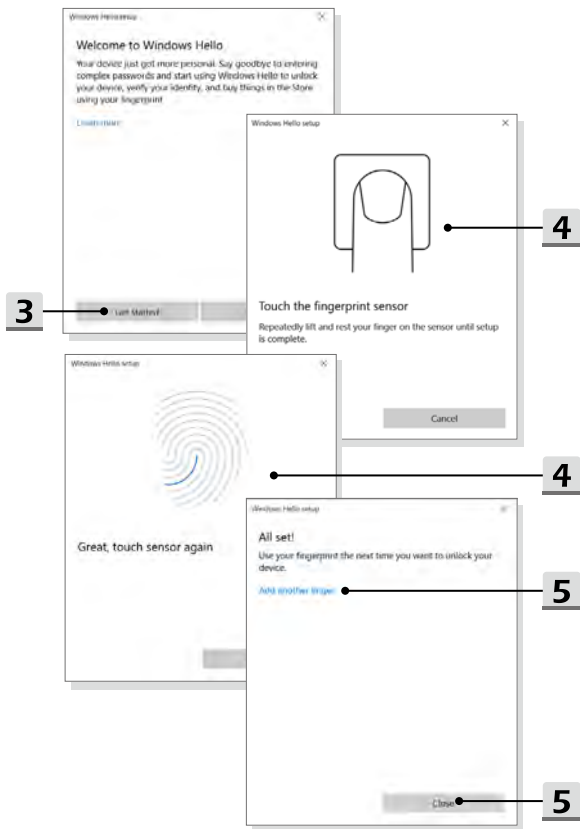 Windows Hello setup
Welcome to Windows Hello
Your device just got more personal. Say goodbye to entering
complex passwords and start using Windows Hello to unlock
your device, verify your identity, and buy things in the Store
using your fingerprint
Learn more
3
Get started
Windows Hello setup
4
Touch the fingerprint sensor
Repeatedly lift and rest your finger on the sensor until setup
is complete.
Cancel
Windows Hello setup
4
Great, touch sensor again
Windows Hello setup
All set!
Use your fingerprint the next time you want to unlock your
device.
Add another finger
5
Close
5